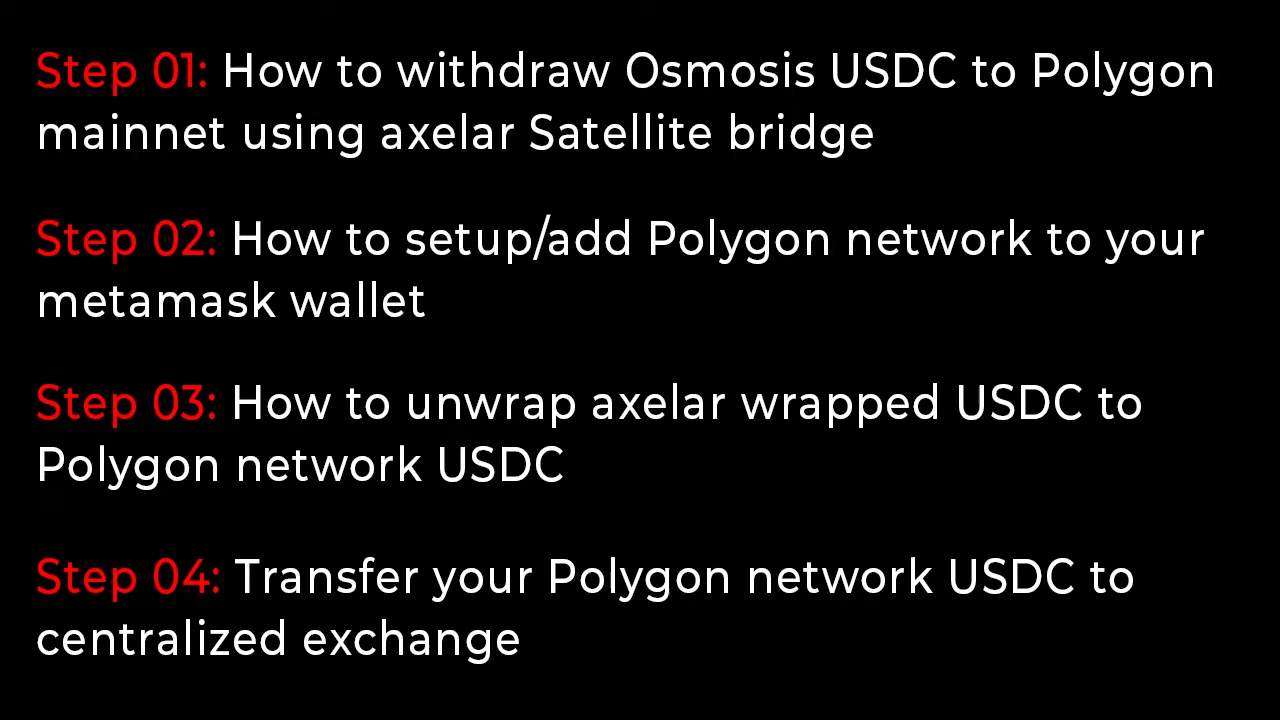 Step 01: How to withdraw Osmosis USDC to Polygon
mainnet using axelar Satellite bridge
Step 02: How to setup/add Polygon network to your
metamask wallet
Step 03: How to unwrap axelar wrapped USDC to
Polygon network USDC
Step 04: Transfer your Polygon network USDC to
centralized exchange